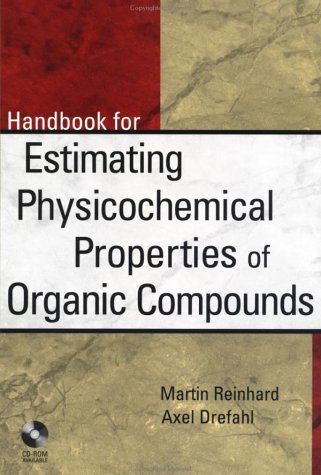 Handbook for
Estimating
Physicochemical
Properties of
Organic Compounds
Martin Reinhard
Axel Drefahl
CD-ROM
AVAILABLE